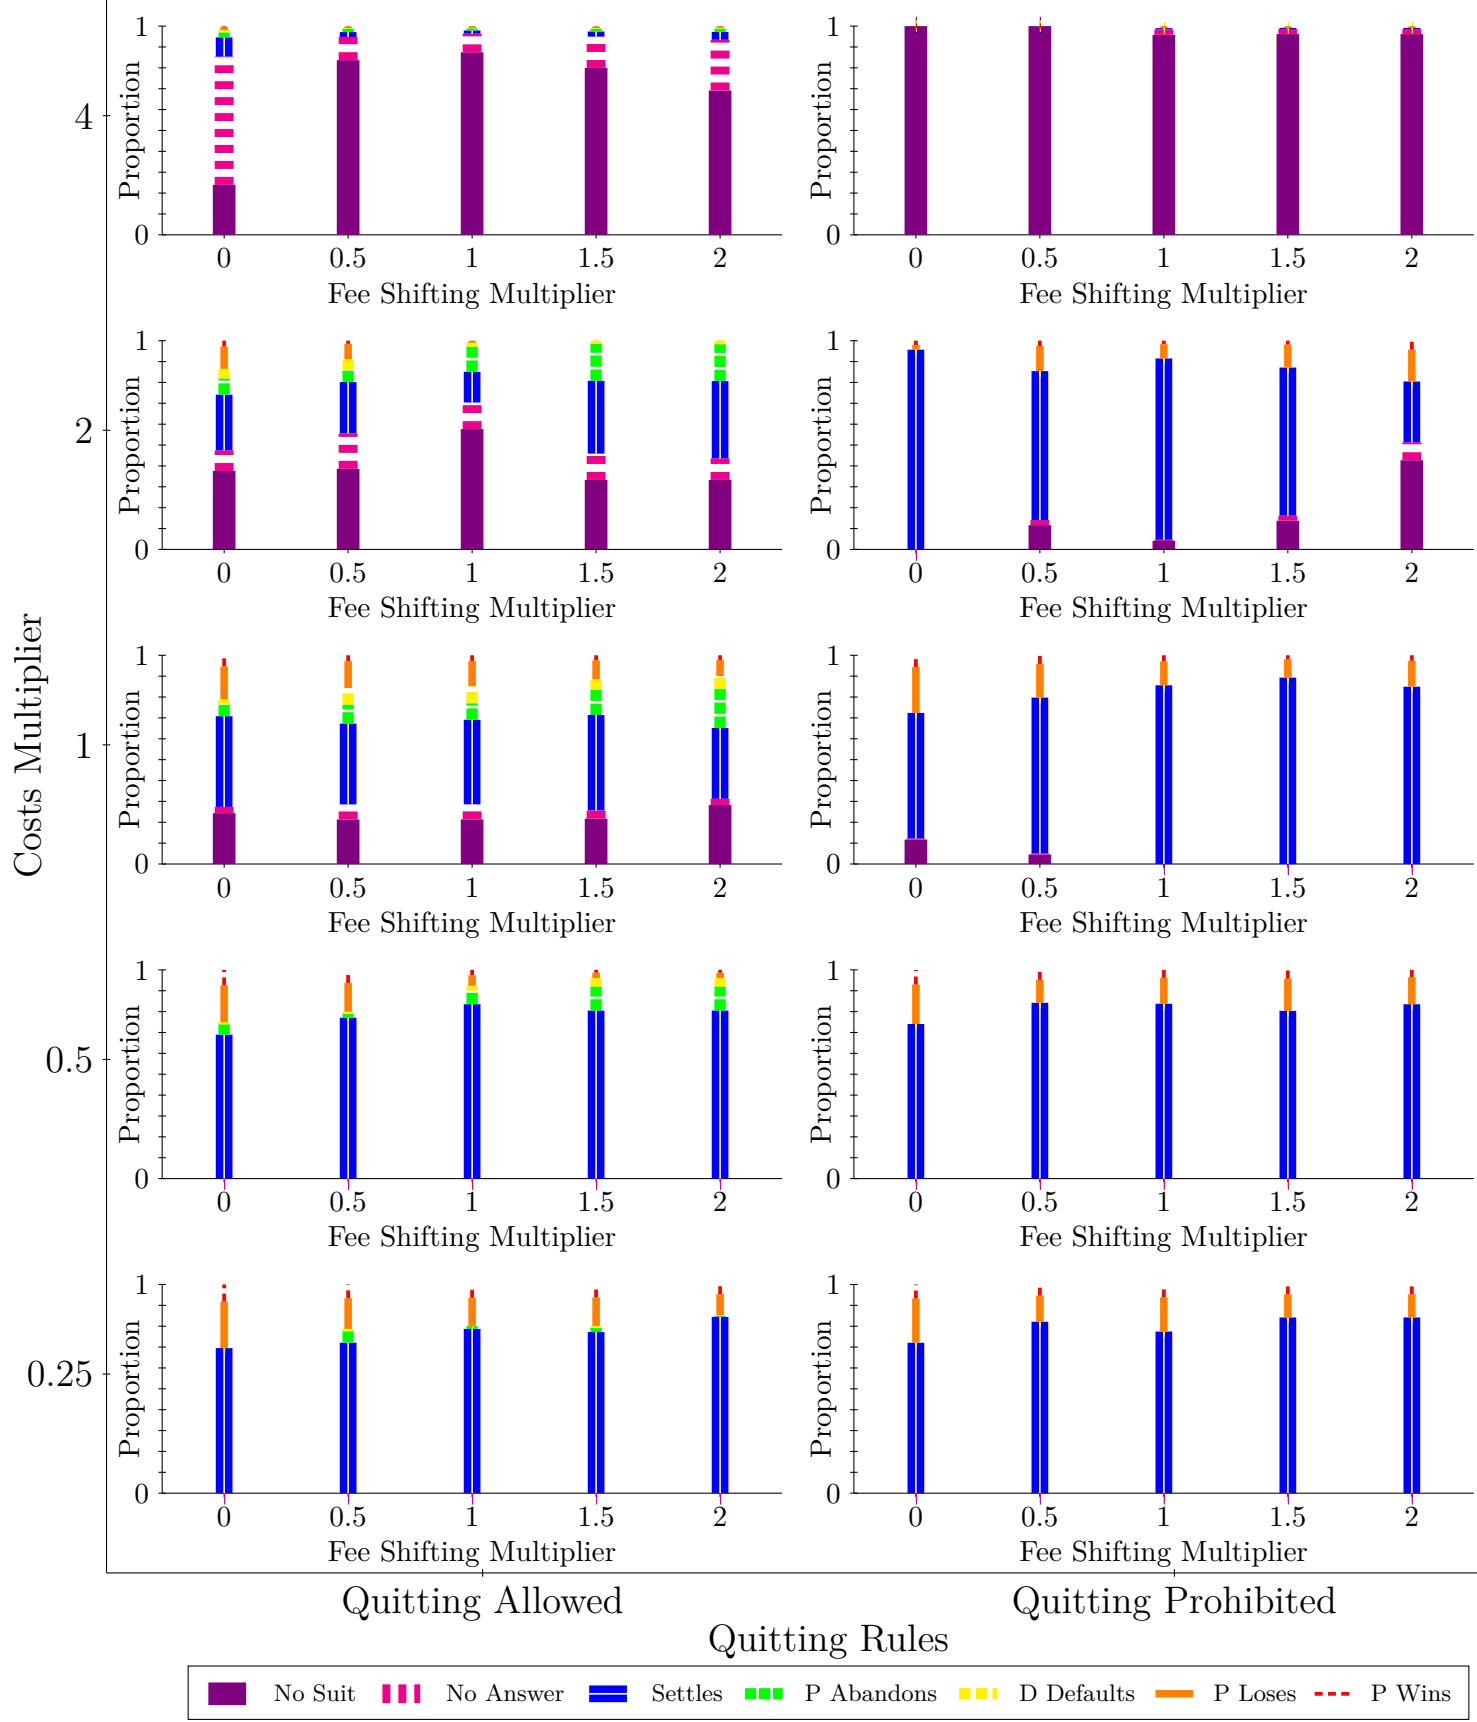 4
1
Proportion
0
0 0.5 1 1.5 2
Fee Shifting Multiplier
1
Proportion
0
0 0.5 1 1.5 2
Fee Shifting Multiplier
2
1
Proportion
0
0 0.5 1 1.5 2
Fee Shifting Multiplier
1
Proportion
0
0 0.5 1 1.5 2
Fee Shifting Multiplier
Costs Multiplier
1
1
Proportion
0
0 0.5 1 1.5 2
Fee Shifting Multiplier
1
Proportion
0
0 0.5 1 1.5 2
Fee Shifting Multiplier
0.5
1
Proportion
0
0 0.5 1 1.5 2
Fee Shifting Multiplier
1
Proportion
0
0 0.5 1 1.5 2
Fee Shifting Multiplier
0.25
1
Proportion
0
0 0.5 1 1.5 2
Fee Shifting Multiplier
1
Proportion
0
0 0.5 1 1.5 2
Fee Shifting Multiplier
Quitting Allowed Quitting Prohibited
Quitting Rules
No Suit No Answer Settles P Abandons D Defaults P Loses P Wins